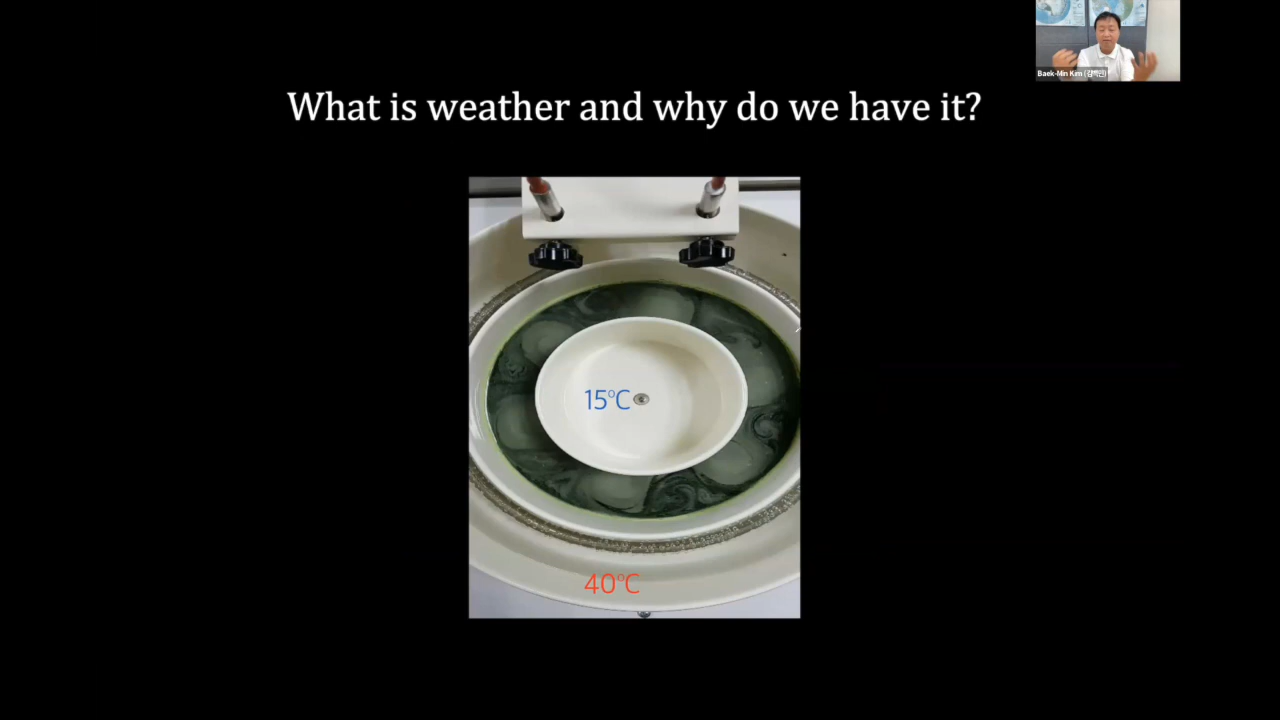 Baek-Min Kim (김백민)
What is weather and why do we have it?
15°C
40°C